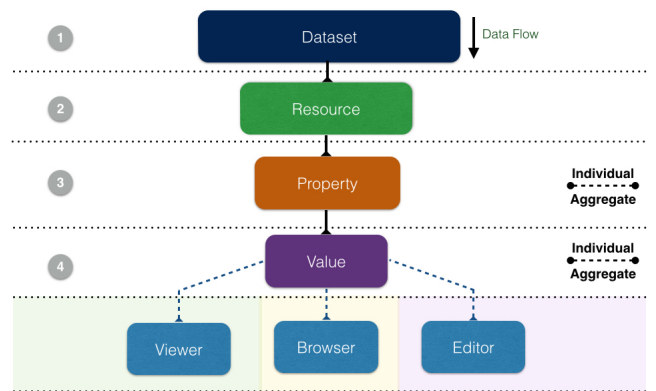 1
Dataset
Data Flow
2
Resource
3
Property
Individual
Aggregate
4
Value
Individual
Aggregate
Viewer
Browser
Editor